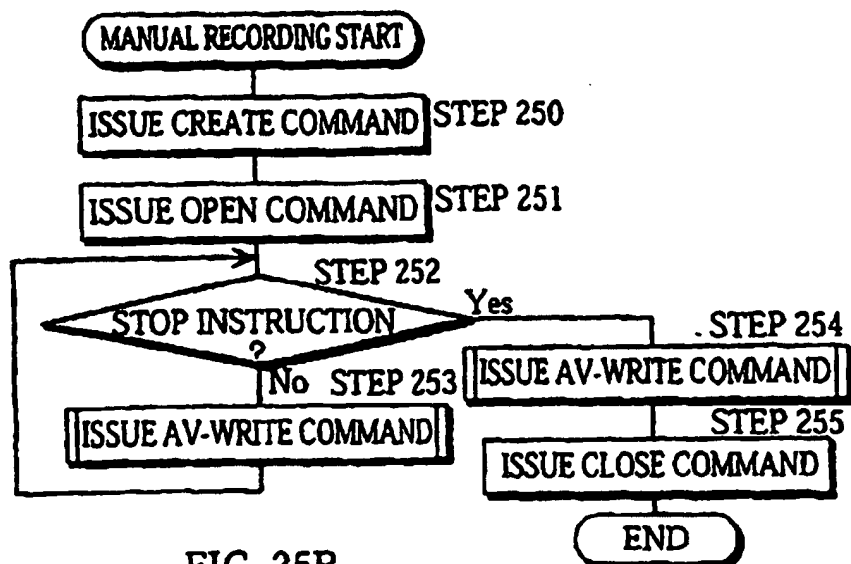 MANUAL RECORDING START
ISSUE CREATE COMMAND
STEP 250
ISSUE OPEN COMMAND
STEP 251
STEP 252
STOP INSTRUCTION
?
Yes
No
STEP 253
ISSUE AV-WRITE COMMAND
STEP 254
ISSUE AV-WRITE COMMAND
STEP 255
ISSUE CLOSE COMMAND
END